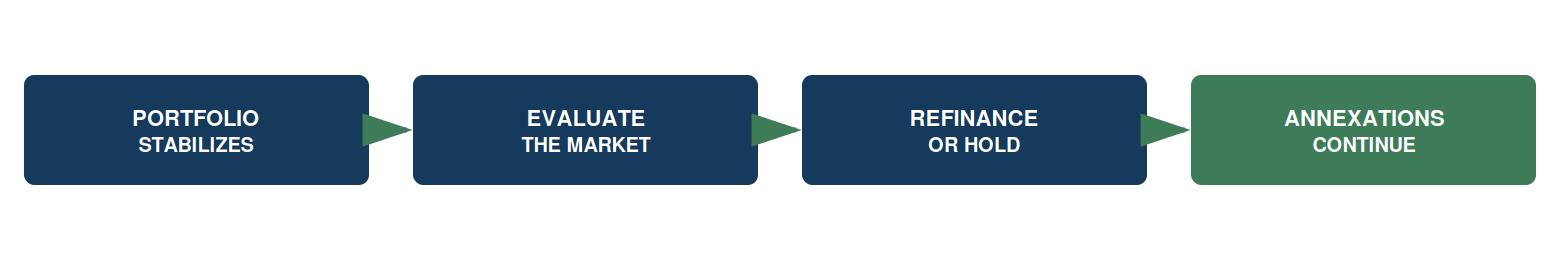 PORTFOLIO
STABILIZES
EVALUATE
THE MARKET
REFINANCE
OR HOLD
ANNEXATIONS
CONTINUE